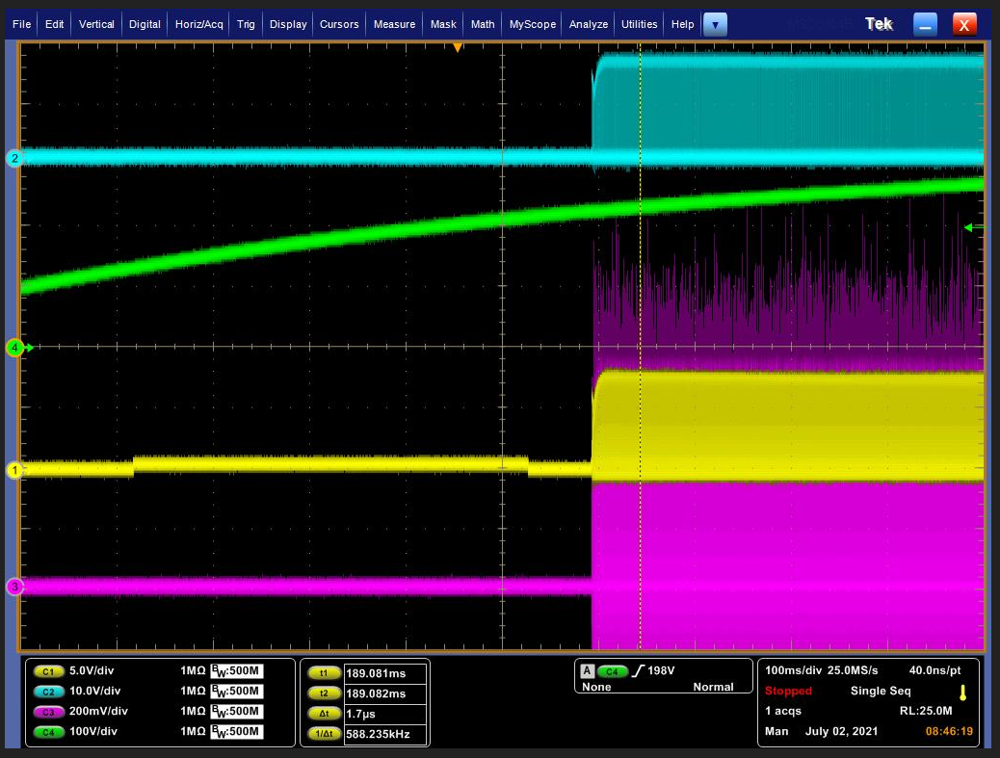 File Edit Vertical Digital Horiz/Acq Trig Display Cursors Measure Mask Math MyScope Analyze Utilities Help Tek X
2
4
1
3
C1 5.0V/div 1MΩ BW:500M
C2 10.0V/div 1MΩ BW:500M
C3 200mV/div 1MΩ BW:500M
C4 100V/div 1MΩ BW:500M
t1 189.081ms
t2 189.082ms
Δt 1.7µs
1/Δt 588.235kHz
A C4 198V
None Normal
100ms/div 25.0MS/s 40.0ns/pt
Stopped Single Seq
1 acqs RL:25.0M
Man July 02, 2021 08:46:19